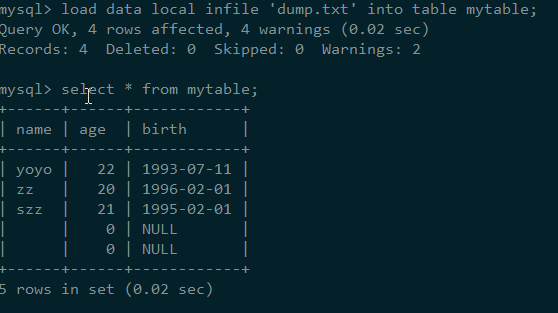 mysql> load data local infile 'dump.txt' into table mytable;
Query OK, 4 rows affected, 4 warnings (0.02 sec)
Records: 4  Deleted: 0  Skipped: 0  Warnings: 2
mysql> select * from mytable;
+------+------+------------+
| name | age  | birth      |
+------+------+------------+
| yoyo |   22 | 1993-07-11 |
| zz   |   20 | 1996-02-01 |
| szz  |   21 | 1995-02-01 |
|      |    0 | NULL       |
|      |    0 | NULL       |
+------+------+------------+
5 rows in set (0.02 sec)